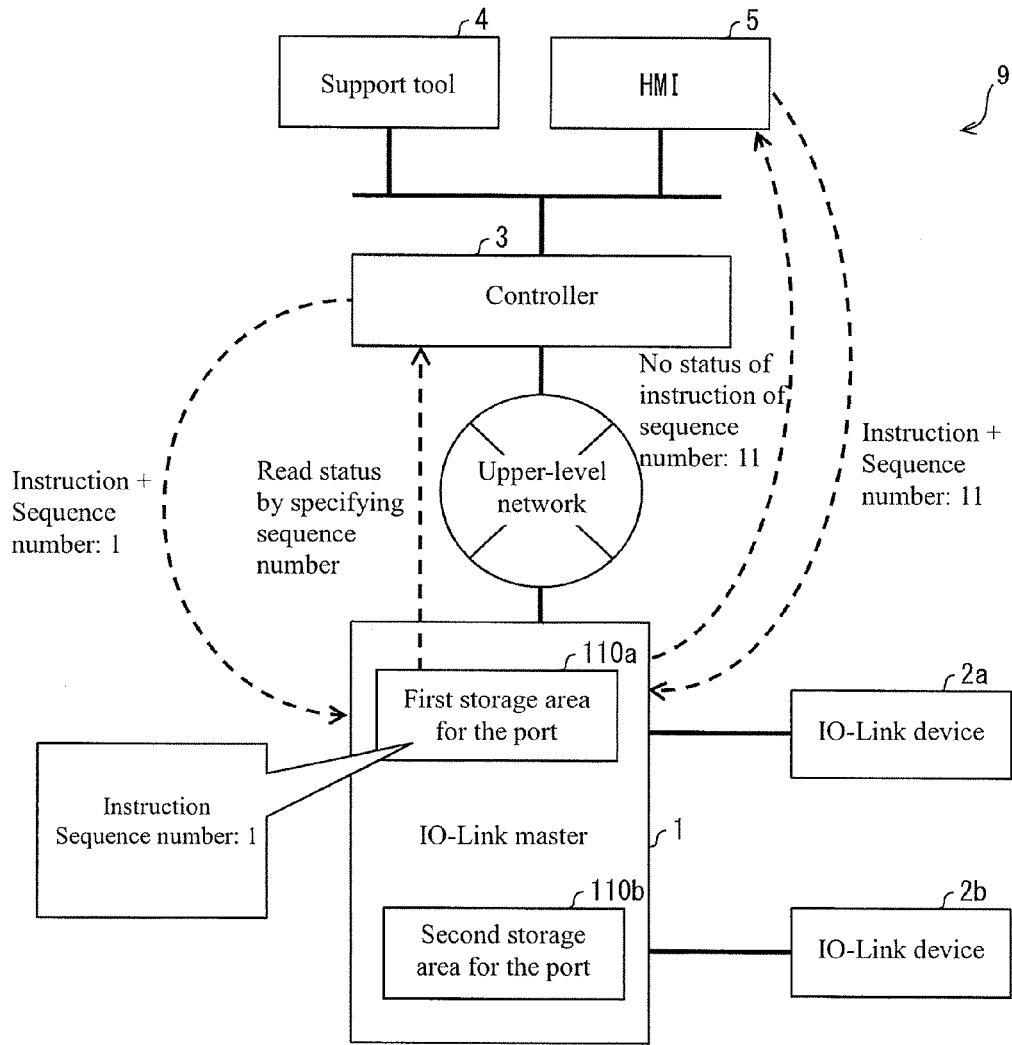 4
Support tool
5
HMI
9
3
Controller
No status of
instruction of
sequence
number: 11
Instruction +
Sequence
number: 11
Instruction +
Sequence
number: 1
Read status
by specifying
sequence
number
Upper-level
network
110a
First storage area
for the port
2a
IO-Link device
Instruction
Sequence number: 1
IO-Link master
1
110b
Second storage
area for the port
2b
IO-Link device